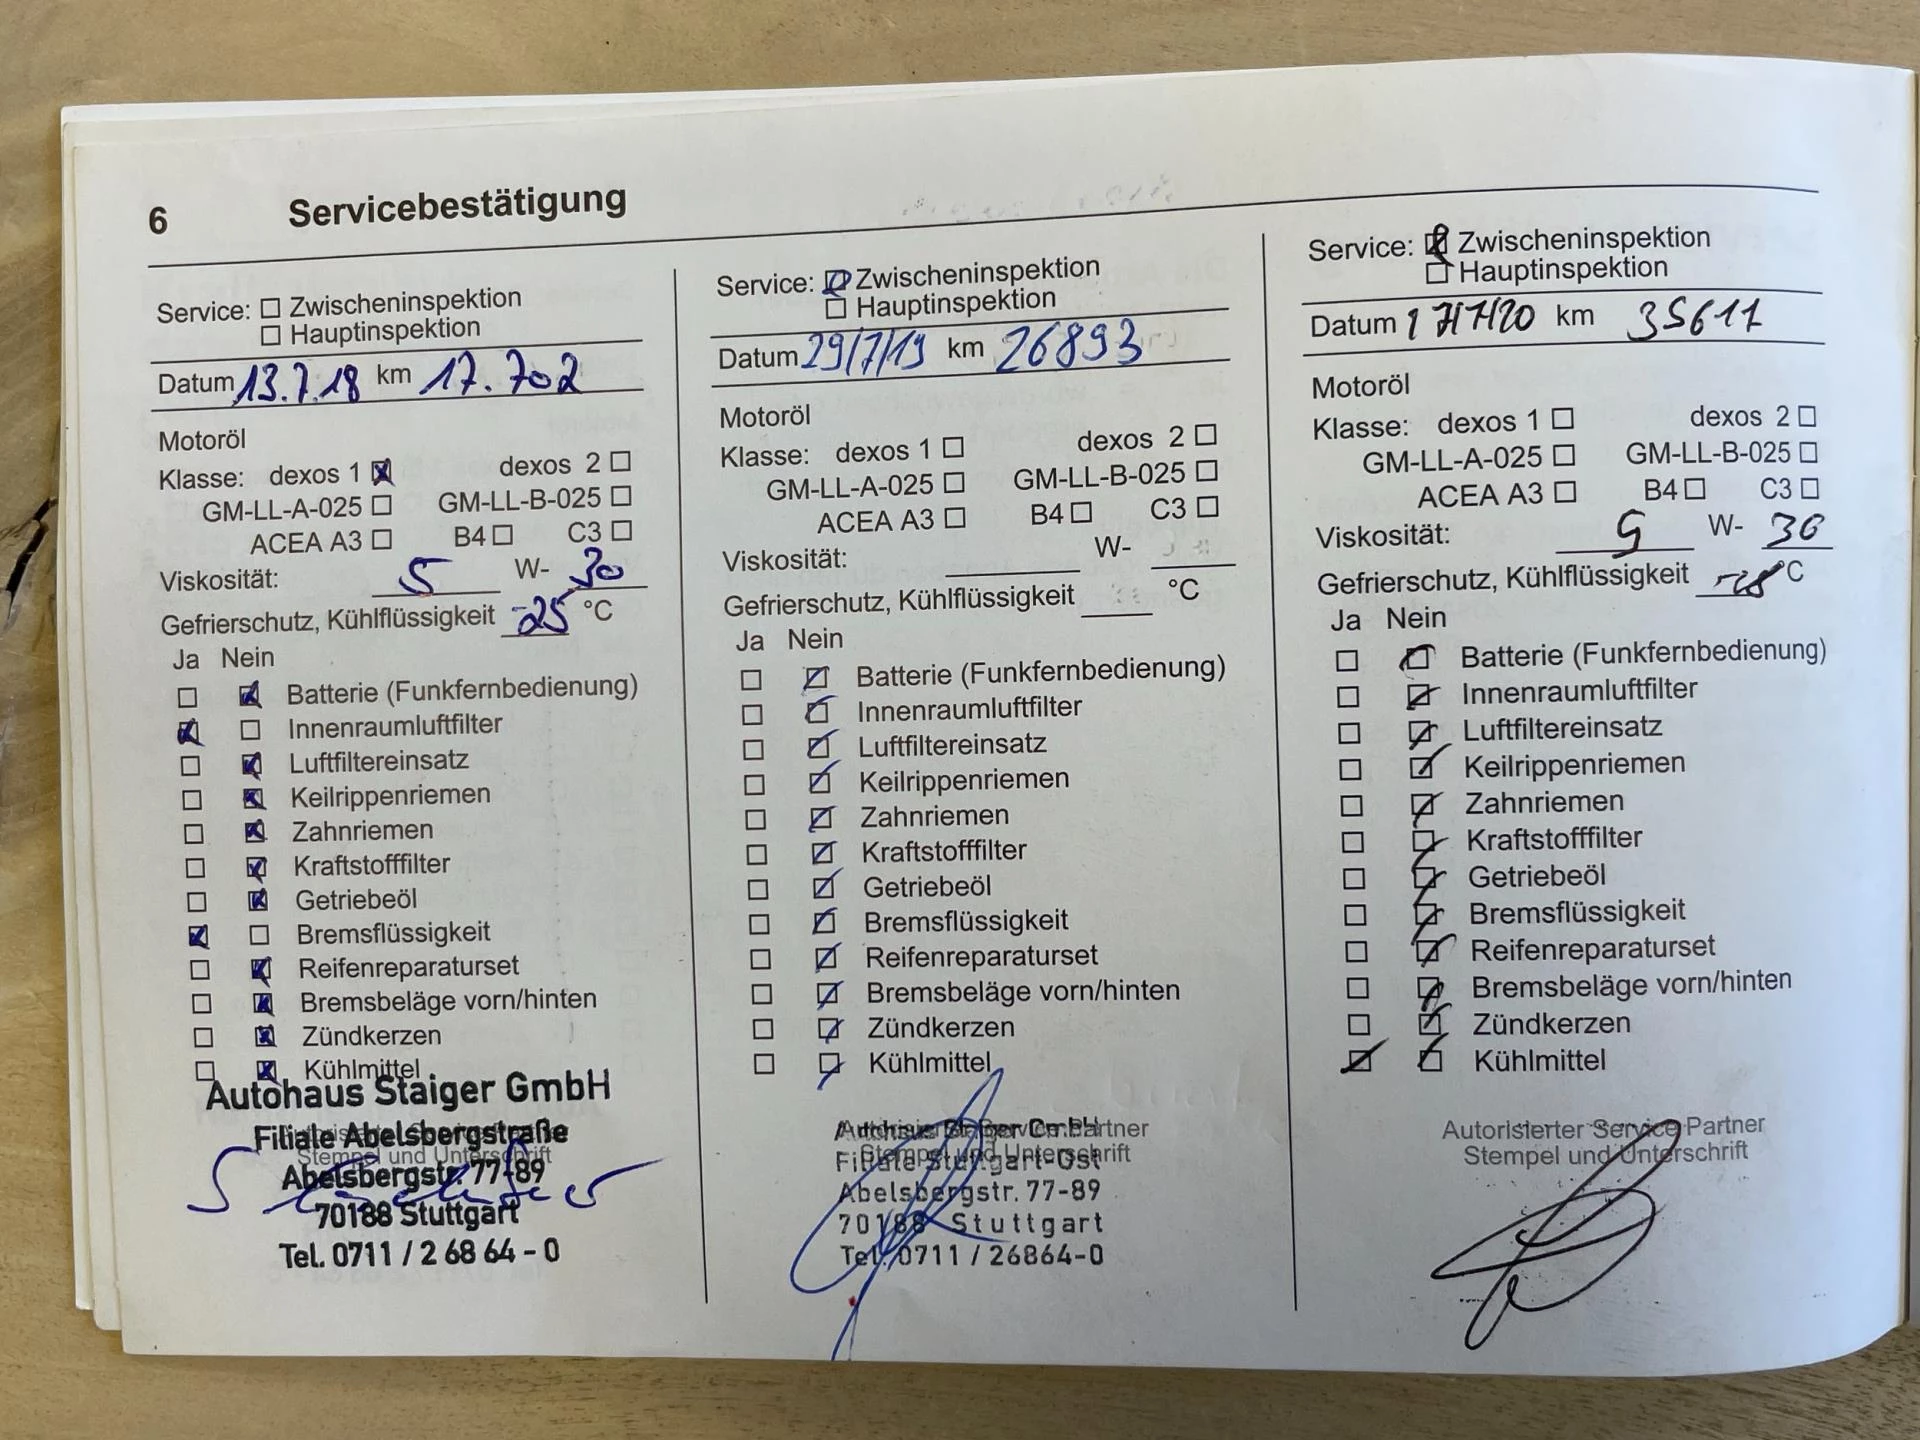 6 Servicebestätigung
Service: ☐ Zwischeninspektion
☐ Hauptinspektion
Datum 13.7.18 km 17.702
Motoröl
Klasse: dexos 1 ☒ dexos 2 ☐
GM-LL-A-025 ☐ GM-LL-B-025 ☐
ACEA A3 ☐ B4 ☐ C3 ☐
Viskosität: 5 W- 30
Gefrierschutz, Kühlflüssigkeit -25 °C
Ja Nein
☐ ☒ Batterie (Funkfernbedienung)
☒ ☐ Innenraumluftfilter
☐ ☒ Luftfiltereinsatz
☐ ☒ Keilrippenriemen
☐ ☒ Zahnriemen
☐ ☒ Kraftstofffilter
☐ ☒ Getriebeöl
☒ ☐ Bremsflüssigkeit
☐ ☒ Reifenreparaturset
☐ ☒ Bremsbeläge vorn/hinten
☐ ☒ Zündkerzen
☐ ☒ Kühlmittel
Autohaus Staiger GmbH
Filiale Abelsbergstraße
Stempel und Unterschrift
Abelsbergstr. 77-89
70188 Stuttgart
Tel. 0711 / 2 68 64 - 0
Service: ☒ Zwischeninspektion
☐ Hauptinspektion
Datum 29/7/19 km 26893
Motoröl
Klasse: dexos 1 ☐ dexos 2 ☐
GM-LL-A-025 ☐ GM-LL-B-025 ☐
ACEA A3 ☐ B4 ☐ C3 ☐
Viskosität: W-
Gefrierschutz, Kühlflüssigkeit °C
Ja Nein
☐ ☒ Batterie (Funkfernbedienung)
☐ ☒ Innenraumluftfilter
☐ ☒ Luftfiltereinsatz
☐ ☒ Keilrippenriemen
☐ ☒ Zahnriemen
☐ ☒ Kraftstofffilter
☐ ☒ Getriebeöl
☐ ☒ Bremsflüssigkeit
☐ ☒ Reifenreparaturset
☐ ☒ Bremsbeläge vorn/hinten
☐ ☒ Zündkerzen
☐ ☒ Kühlmittel
Stempel und Unterschrift
Filiale Stuttgart-Ost
Abelsbergstr. 77-89
70188 Stuttgart
Tel. 0711 / 26864-0
Service: ☒ Zwischeninspektion
☐ Hauptinspektion
Datum 17/7/20 km 35611
Motoröl
Klasse: dexos 1 ☐ dexos 2 ☐
GM-LL-A-025 ☐ GM-LL-B-025 ☐
ACEA A3 ☐ B4 ☐ C3 ☐
Viskosität: 5 W- 30
Gefrierschutz, Kühlflüssigkeit °C
Ja Nein
☐ ☒ Batterie (Funkfernbedienung)
☐ ☒ Innenraumluftfilter
☐ ☒ Luftfiltereinsatz
☐ ☒ Keilrippenriemen
☐ ☒ Zahnriemen
☐ ☒ Kraftstofffilter
☐ ☒ Getriebeöl
☐ ☒ Bremsflüssigkeit
☐ ☒ Reifenreparaturset
☐ ☒ Bremsbeläge vorn/hinten
☐ ☒ Zündkerzen
☒ ☒ Kühlmittel
Autorisierter Service Partner
Stempel und Unterschrift